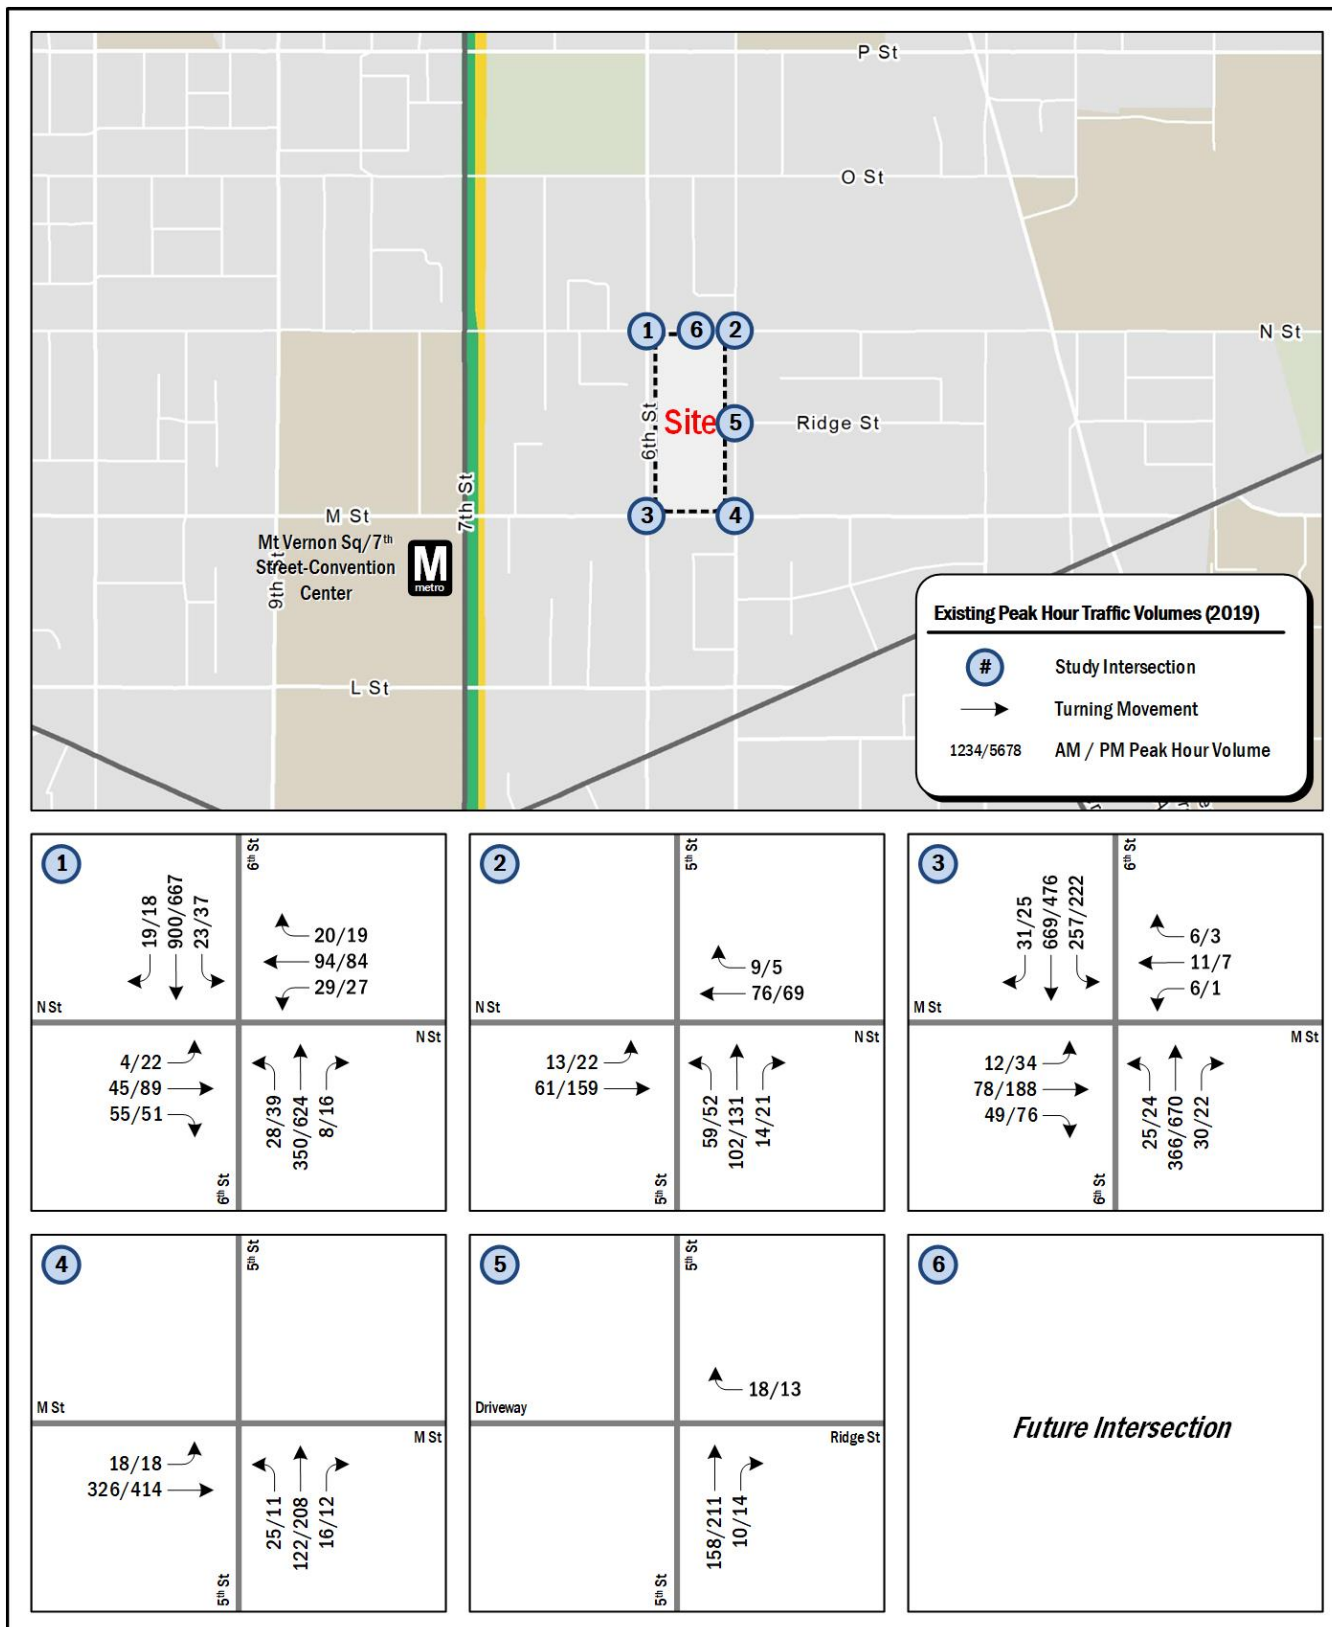 P St
O St
N St
1
6
2
6th St
Site
5
Ridge St
7th St
M St
3
4
Mt Vernon Sq/7th
Street-Convention
Center
9th St
M
metro
L St
Existing Peak Hour Traffic Volumes (2019)
# Study Intersection
Turning Movement
1234/5678 AM / PM Peak Hour Volume
1
6th St
19/18
900/667
23/37
20/19
94/84
29/27
N St
N St
4/22
45/89
55/51
28/39
350/624
8/16
6th St
2
5th St
9/5
76/69
N St
N St
13/22
61/159
59/52
102/131
14/21
5th St
3
6th St
31/25
669/476
257/222
6/3
11/7
6/1
M St
M St
12/34
78/188
49/76
25/24
366/670
30/22
6th St
4
5th St
M St
M St
18/18
326/414
25/11
122/208
16/12
5th St
5
5th St
18/13
Driveway
Ridge St
158/211
10/14
5th St
6
Future Intersection